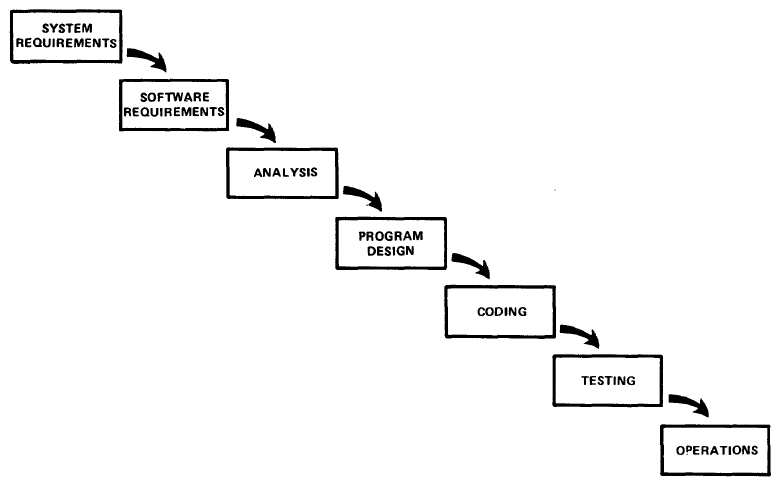 SYSTEM
REQUIREMENTS
SOFTWARE
REQUIREMENTS
ANALYSIS
PROGRAM
DESIGN
CODING
TESTING
OPERATIONS